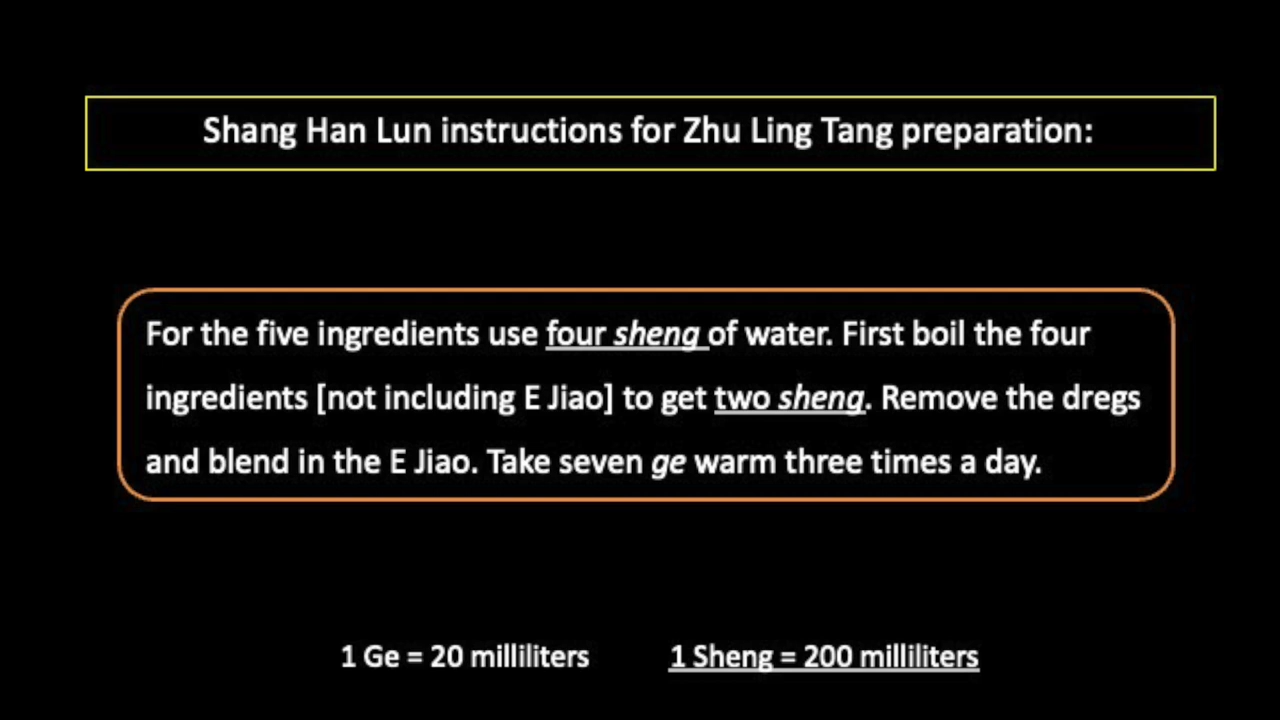 Shang Han Lun instructions for Zhu Ling Tang preparation:
For the five ingredients use four sheng of water. First boil the four
ingredients [not including E Jiao] to get two sheng. Remove the dregs
and blend in the E Jiao. Take seven ge warm three times a day.
1 Ge = 20 milliliters 1 Sheng = 200 milliliters